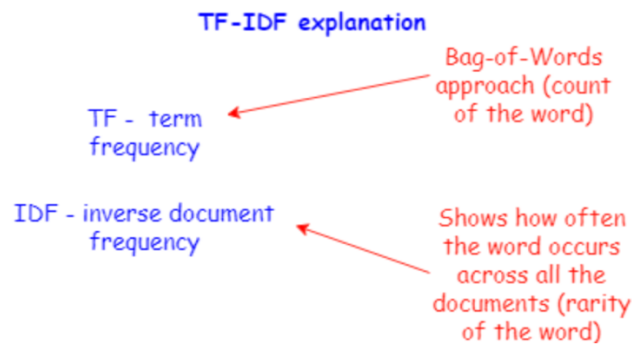 TF-IDF explanation
Bag-of-Words
approach (count
of the word)
TF - term
frequency
IDF - inverse document
frequency
Shows how often
the word occurs
across all the
documents (rarity
of the word)